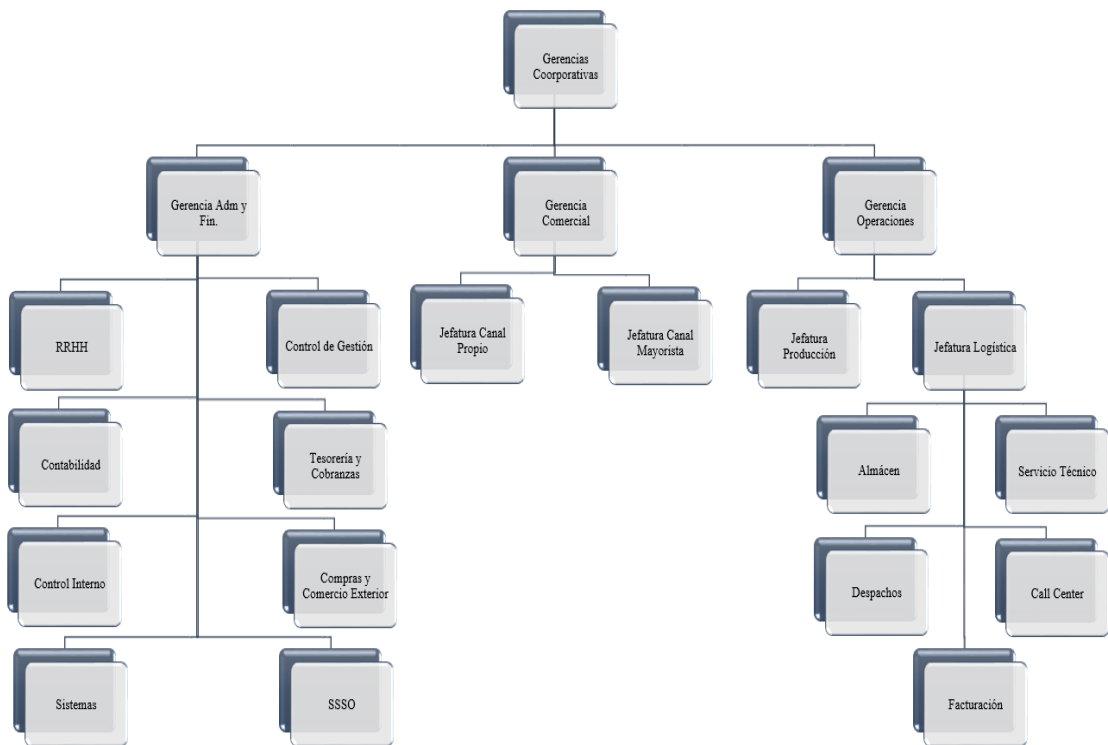 Gerencias
Coorporativas
Gerencia Adm y
Fin.
Gerencia
Comercial
Gerencia
Operaciones
RRHH
Control de Gestión
Jefatura Canal
Propio
Jefatura Canal
Mayorista
Jefatura
Producción
Jefatura Logística
Contabilidad
Tesorería y
Cobranzas
Almácen
Servicio Técnico
Control Interno
Compras y
Comercio Exterior
Despachos
Call Center
Sistemas
SSSO
Facturación